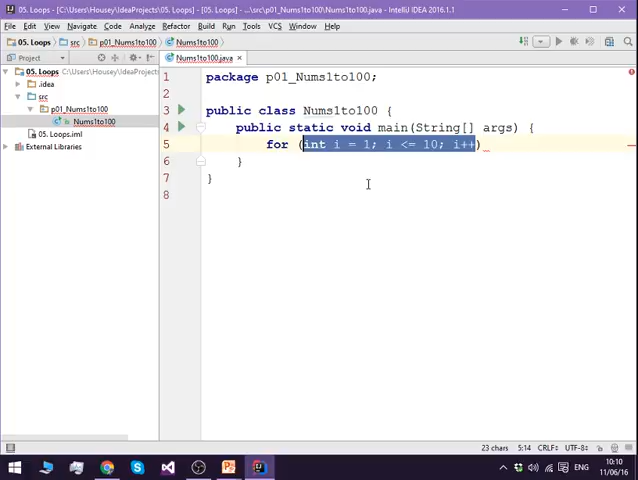 05. Loops - [C:\Users\Housey\IdeaProjects\05. Loops] - [05. Loops] - ...\src\p01_Nums1to100\Nums1to100.java - IntelliJ IDEA 2016.1.1
File Edit View Navigate Code Analyze Refactor Build Run Tools VCS Window Help
05. Loops src p01_Nums1to100 Nums1to100
Project Nums1to100.java
05. Loops C:\Users\Housey\IdeaProjects
.idea
src
p01_Nums1to100
Nums1to100
05. Loops.iml
External Libraries
1 package p01_Nums1to100;
2
3 public class Nums1to100 {
4 public static void main(String[] args) {
5 for (int i = 1; i <= 10; i++)
6 }
7 }
8
23 chars 5:14 CRLF÷ UTF-8÷
ENG 10:10
11/06/16